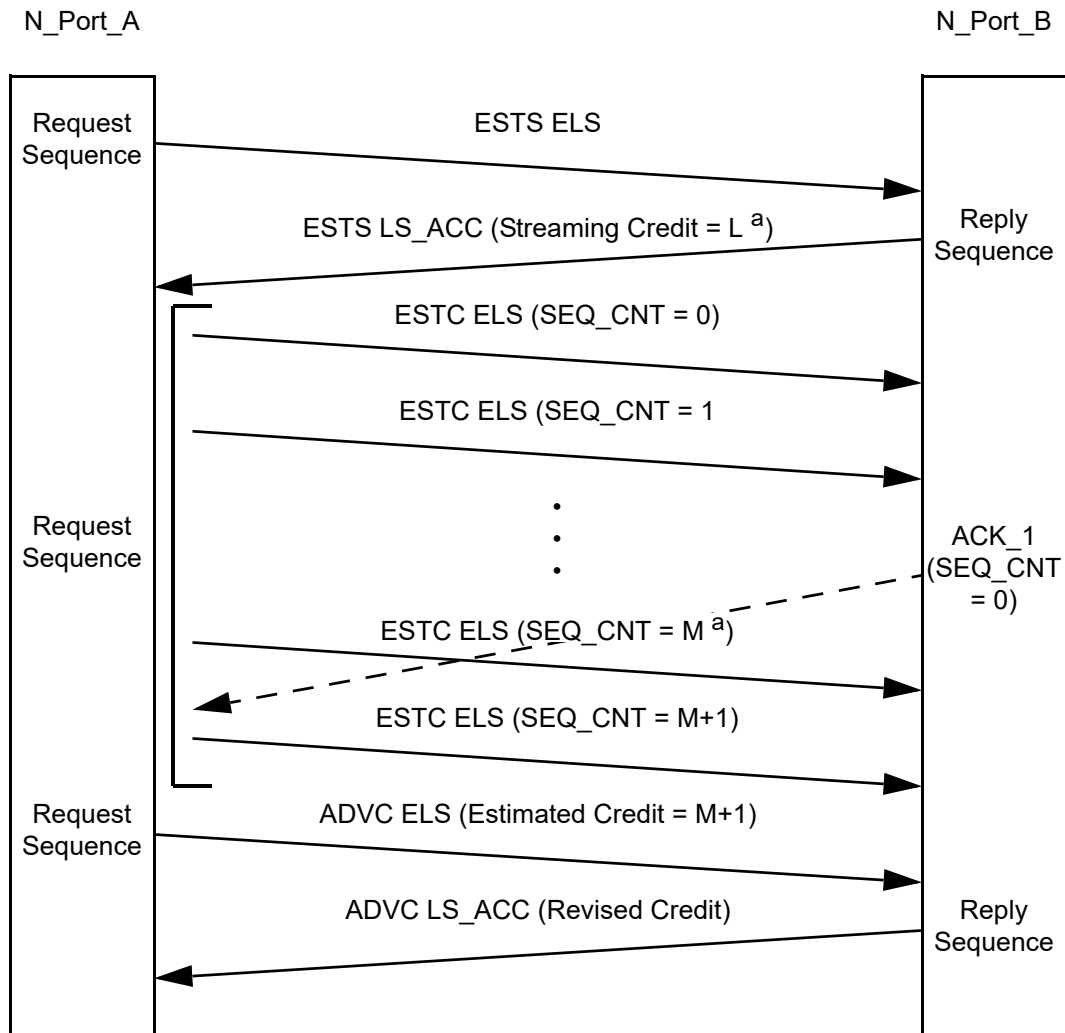 N_Port_A
N_Port_B
Request
Sequence
ESTS ELS
ESTS LS_ACC (Streaming Credit = L a)
Reply
Sequence
ESTC ELS (SEQ_CNT = 0)
ESTC ELS (SEQ_CNT = 1
Request
Sequence
ACK_1
(SEQ_CNT
= 0)
ESTC ELS (SEQ_CNT = M a)
ESTC ELS (SEQ_CNT = M+1)
Request
Sequence
ADVC ELS (Estimated Credit = M+1)
ADVC LS_ACC (Revised Credit)
Reply
Sequence